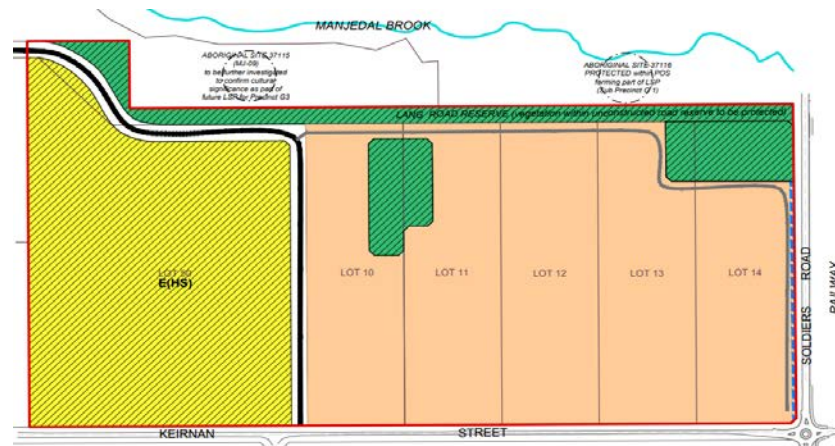 MANJEDAL BROOK
ABORIGINAL SITE 37115
(MJ-09)
to be further investigated
to confirm cultural
significance as part of
future LSP for Precinct G3
ABORIGINAL SITE 37116
PROTECTED within POS
forming part of LSP
(Sub Precinct G1)
LANG ROAD RESERVE (vegetation within unconstructed road reserve to be protected)
LOT 50
E(HS)
LOT 10
LOT 11
LOT 12
LOT 13
LOT 14
SOLDIERS ROAD
RAILWAY
KEIRNAN STREET